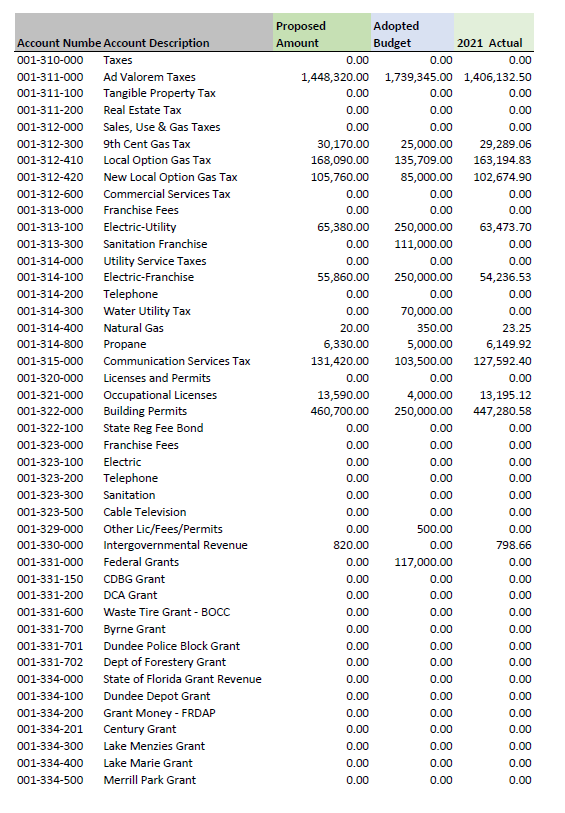 Proposed Adopted
Account Numbe Account Description Amount Budget 2021 Actual
001-310-000 Taxes 0.00 0.00 0.00
001-311-000 Ad Valorem Taxes 1,448,320.00 1,739,345.00 1,406,132.50
001-311-100 Tangible Property Tax 0.00 0.00 0.00
001-311-200 Real Estate Tax 0.00 0.00 0.00
001-312-000 Sales, Use & Gas Taxes 0.00 0.00 0.00
001-312-300 9th Cent Gas Tax 30,170.00 25,000.00 29,289.06
001-312-410 Local Option Gas Tax 168,090.00 135,709.00 163,194.83
001-312-420 New Local Option Gas Tax 105,760.00 85,000.00 102,674.90
001-312-600 Commercial Services Tax 0.00 0.00 0.00
001-313-000 Franchise Fees 0.00 0.00 0.00
001-313-100 Electric-Utility 65,380.00 250,000.00 63,473.70
001-313-300 Sanitation Franchise 0.00 111,000.00 0.00
001-314-000 Utility Service Taxes 0.00 0.00 0.00
001-314-100 Electric-Franchise 55,860.00 250,000.00 54,236.53
001-314-200 Telephone 0.00 0.00 0.00
001-314-300 Water Utility Tax 0.00 70,000.00 0.00
001-314-400 Natural Gas 20.00 350.00 23.25
001-314-800 Propane 6,330.00 5,000.00 6,149.92
001-315-000 Communication Services Tax 131,420.00 103,500.00 127,592.40
001-320-000 Licenses and Permits 0.00 0.00 0.00
001-321-000 Occupational Licenses 13,590.00 4,000.00 13,195.12
001-322-000 Building Permits 460,700.00 250,000.00 447,280.58
001-322-100 State Reg Fee Bond 0.00 0.00 0.00
001-323-000 Franchise Fees 0.00 0.00 0.00
001-323-100 Electric 0.00 0.00 0.00
001-323-200 Telephone 0.00 0.00 0.00
001-323-300 Sanitation 0.00 0.00 0.00
001-323-500 Cable Television 0.00 0.00 0.00
001-329-000 Other Lic/Fees/Permits 0.00 500.00 0.00
001-330-000 Intergovernmental Revenue 820.00 0.00 798.66
001-331-000 Federal Grants 0.00 117,000.00 0.00
001-331-150 CDBG Grant 0.00 0.00 0.00
001-331-200 DCA Grant 0.00 0.00 0.00
001-331-600 Waste Tire Grant - BOCC 0.00 0.00 0.00
001-331-700 Byrne Grant 0.00 0.00 0.00
001-331-701 Dundee Police Block Grant 0.00 0.00 0.00
001-331-702 Dept of Forestery Grant 0.00 0.00 0.00
001-334-000 State of Florida Grant Revenue 0.00 0.00 0.00
001-334-100 Dundee Depot Grant 0.00 0.00 0.00
001-334-200 Grant Money - FRDAP 0.00 0.00 0.00
001-334-201 Century Grant 0.00 0.00 0.00
001-334-300 Lake Menzies Grant 0.00 0.00 0.00
001-334-400 Lake Marie Grant 0.00 0.00 0.00
001-334-500 Merrill Park Grant 0.00 0.00 0.00